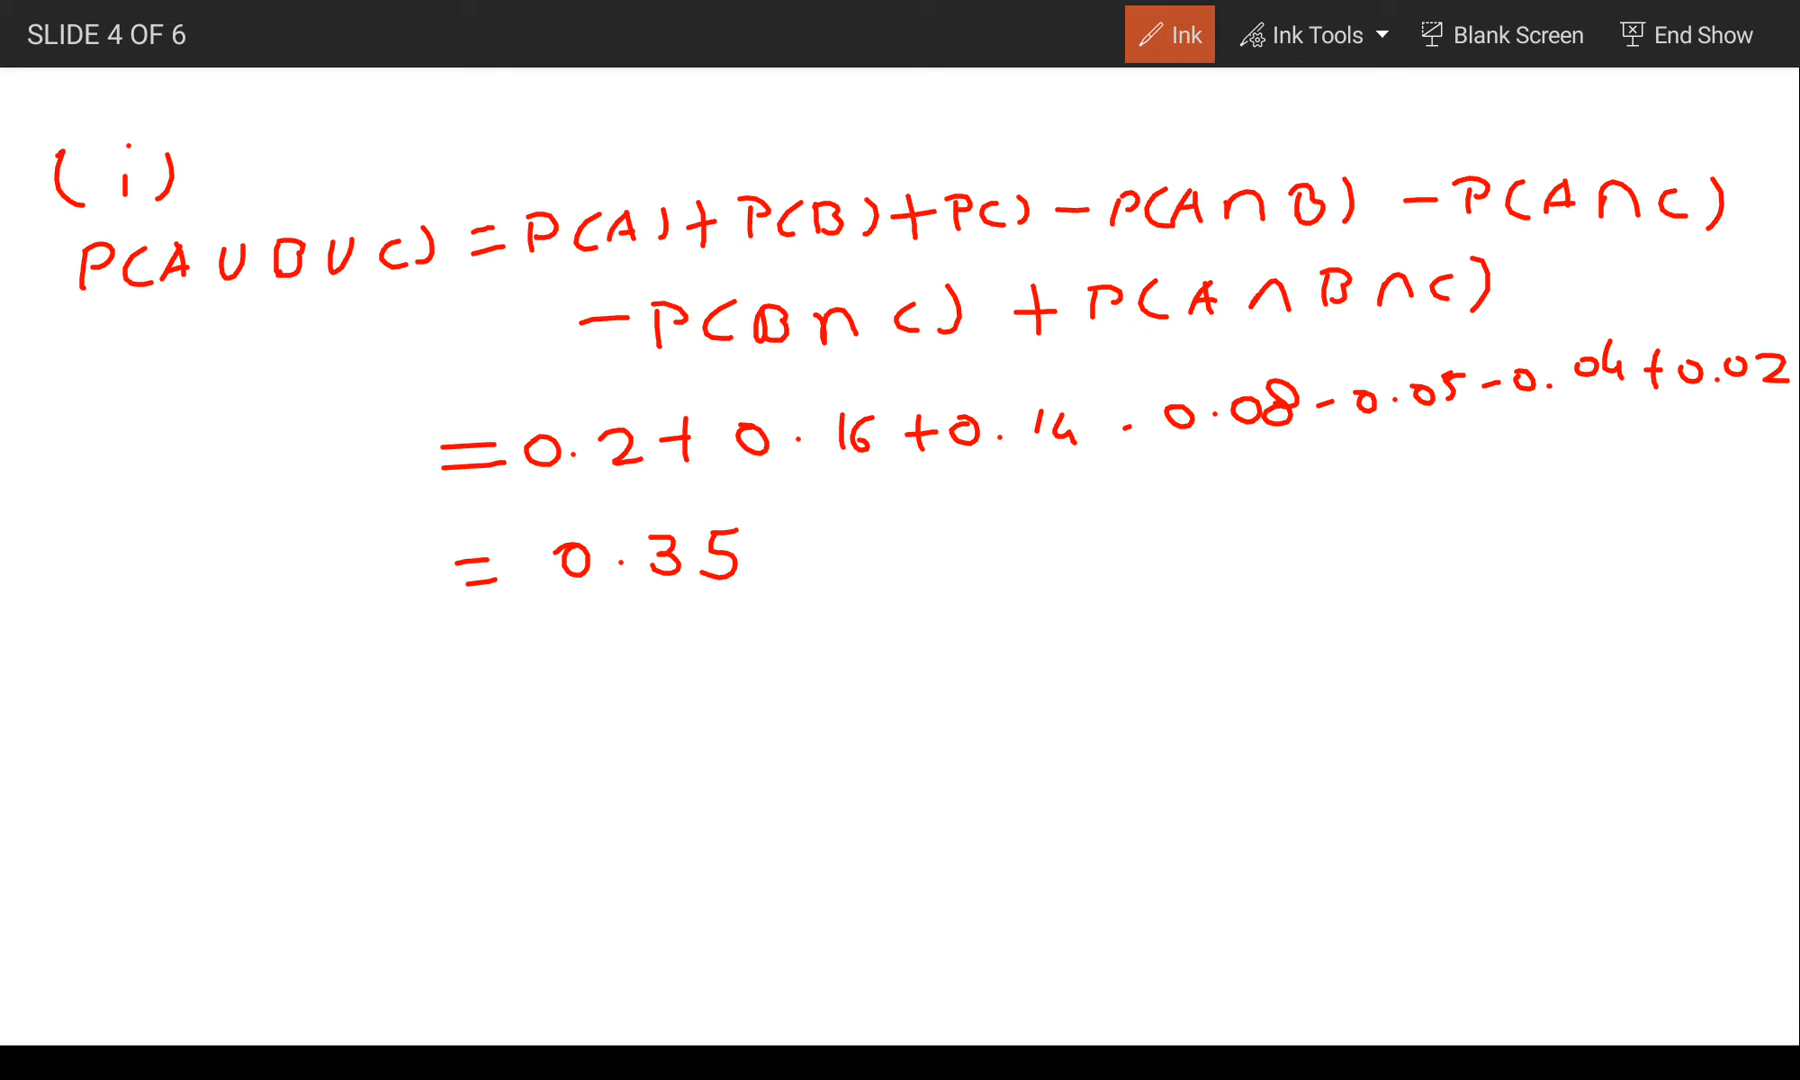 SLIDE 4 OF 6
Ink
Ink Tools
Blank Screen
End Show
(i)
P(A∪B∪C) = P(A) + P(B) + P() - P(A∩B) - P(A∩C)
- P(B∩C) + P(A∩B∩C)
= 0.2 + 0.16 + 0.14 - 0.08 - 0.05 - 0.04 + 0.02
= 0.35